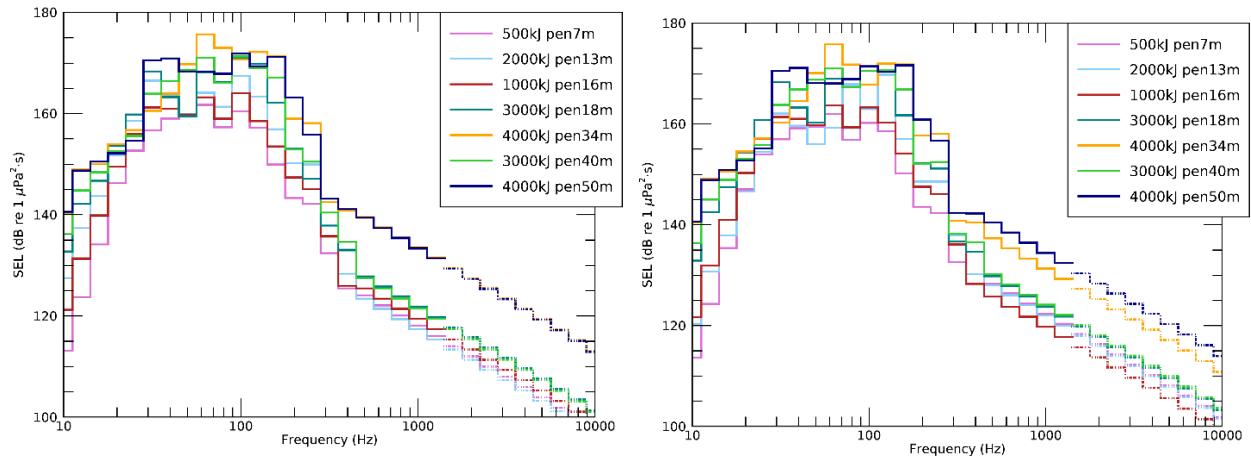 180
160
140
120
100
SEL (dB re 1 µPa²·s)
10
100
1000
10000
Frequency (Hz)
500kJ pen7m
2000kJ pen13m
1000kJ pen16m
3000kJ pen18m
4000kJ pen34m
3000kJ pen40m
4000kJ pen50m
180
160
140
120
100
SEL (dB re 1 µPa²·s)
10
100
1000
10000
Frequency (Hz)
500kJ pen7m
2000kJ pen13m
1000kJ pen16m
3000kJ pen18m
4000kJ pen34m
3000kJ pen40m
4000kJ pen50m